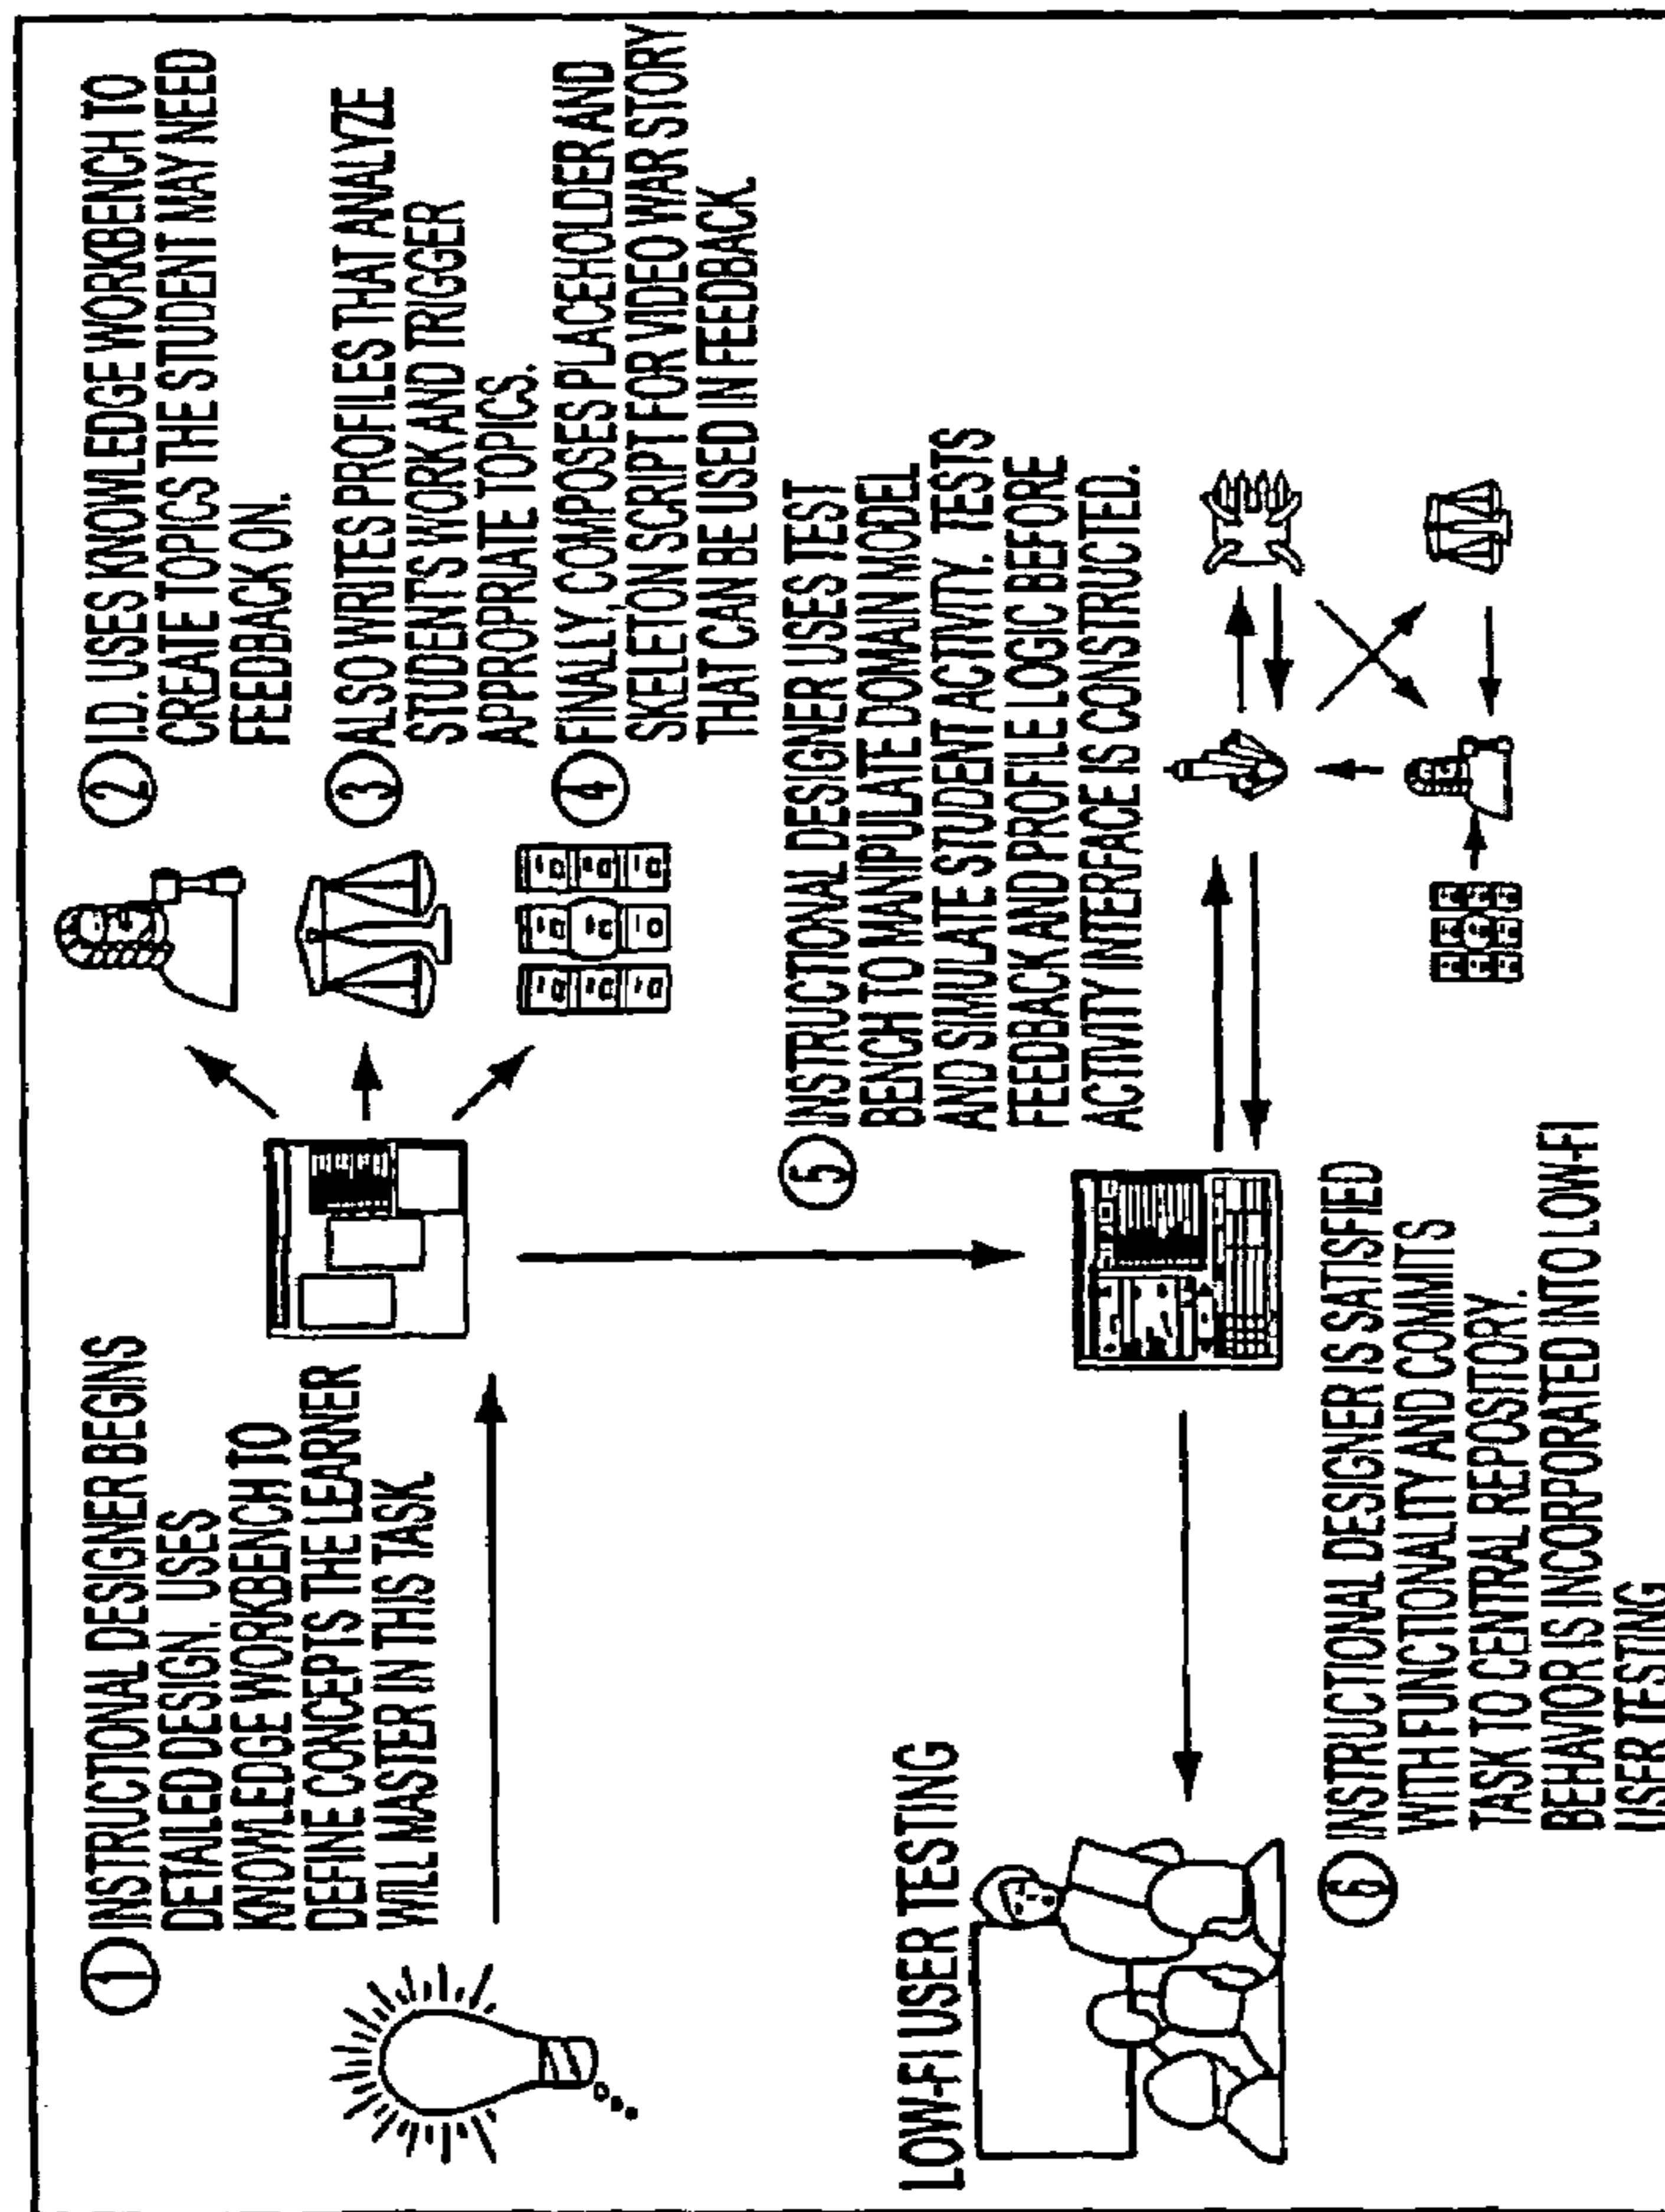 ① INSTRUCTIONAL DESIGNER BEGINS
DETAILED DESIGN. USES
KNOWLEDGE WORKBENCH TO
DEFINE CONCEPTS THE LEARNER
WILL MASTER IN THIS TASK
② I.D. USES KNOWLEDGE WORKBENCH TO
CREATE TOPICS THE STUDENT MAY NEED
FEEDBACK ON.
③ ALSO WRITES PROFILES THAT ANALYZE
STUDENT'S WORK AND TRIGGER
APPROPRIATE TOPICS.
④ FINALLY, COMPOSES PLACEHOLDER AND
SKELETON SCRIPT FOR VIDEO WAR STORY
THAT CAN BE USED IN FEEDBACK.
⑤ INSTRUCTIONAL DESIGNER USES TEST
BENCH TO MANIPULATE DOMAIN MODEL
AND SIMULATE STUDENT ACTIVITY. TESTS
FEEDBACK AND PROFILE LOGIC BEFORE
ACTIVITY INTERFACE IS CONSTRUCTED.
LOW-FI USER TESTING
⑥ INSTRUCTIONAL DESIGNER IS SATISFIED
WITH FUNCTIONALITY AND COMMITS
TASK TO CENTRAL REPOSITORY.
BEHAVIOR IS INCORPORATED INTO LOW-FI
USER TESTING